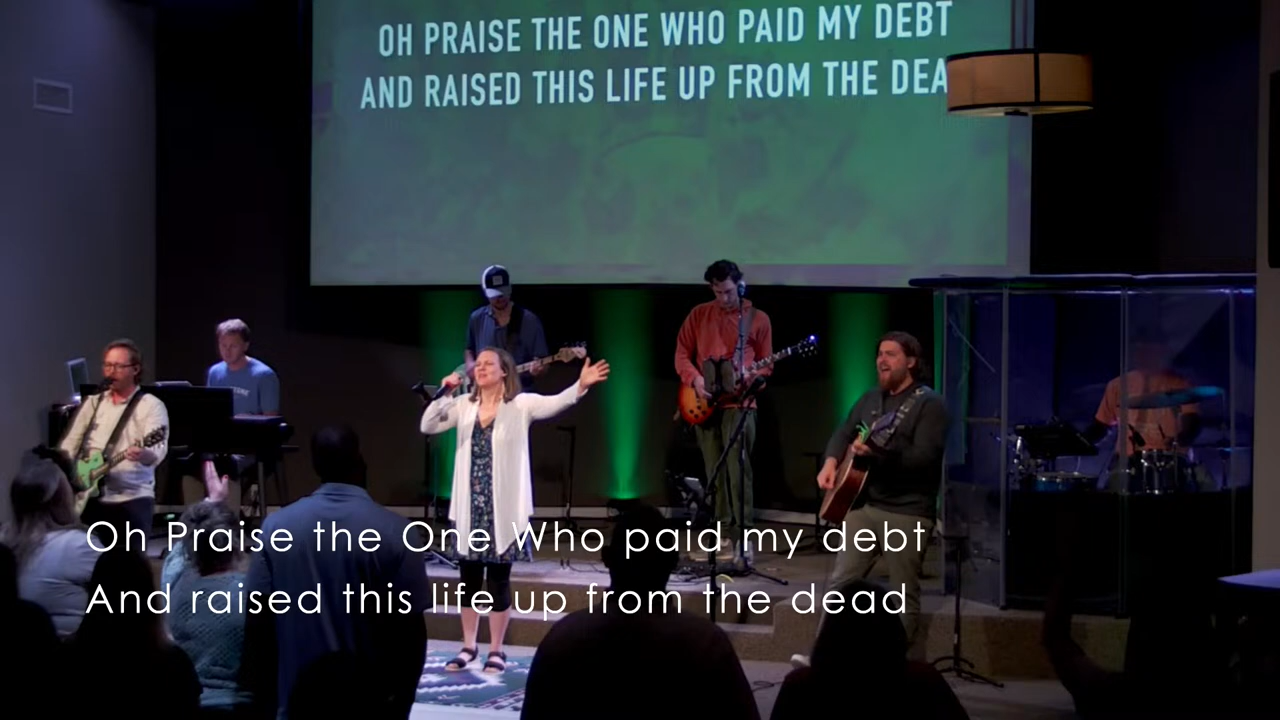 OH PRAISE THE ONE WHO PAID MY DEBT
AND RAISED THIS LIFE UP FROM THE DEA
Oh Praise the One Who paid my debt
And raised this life up from the dead